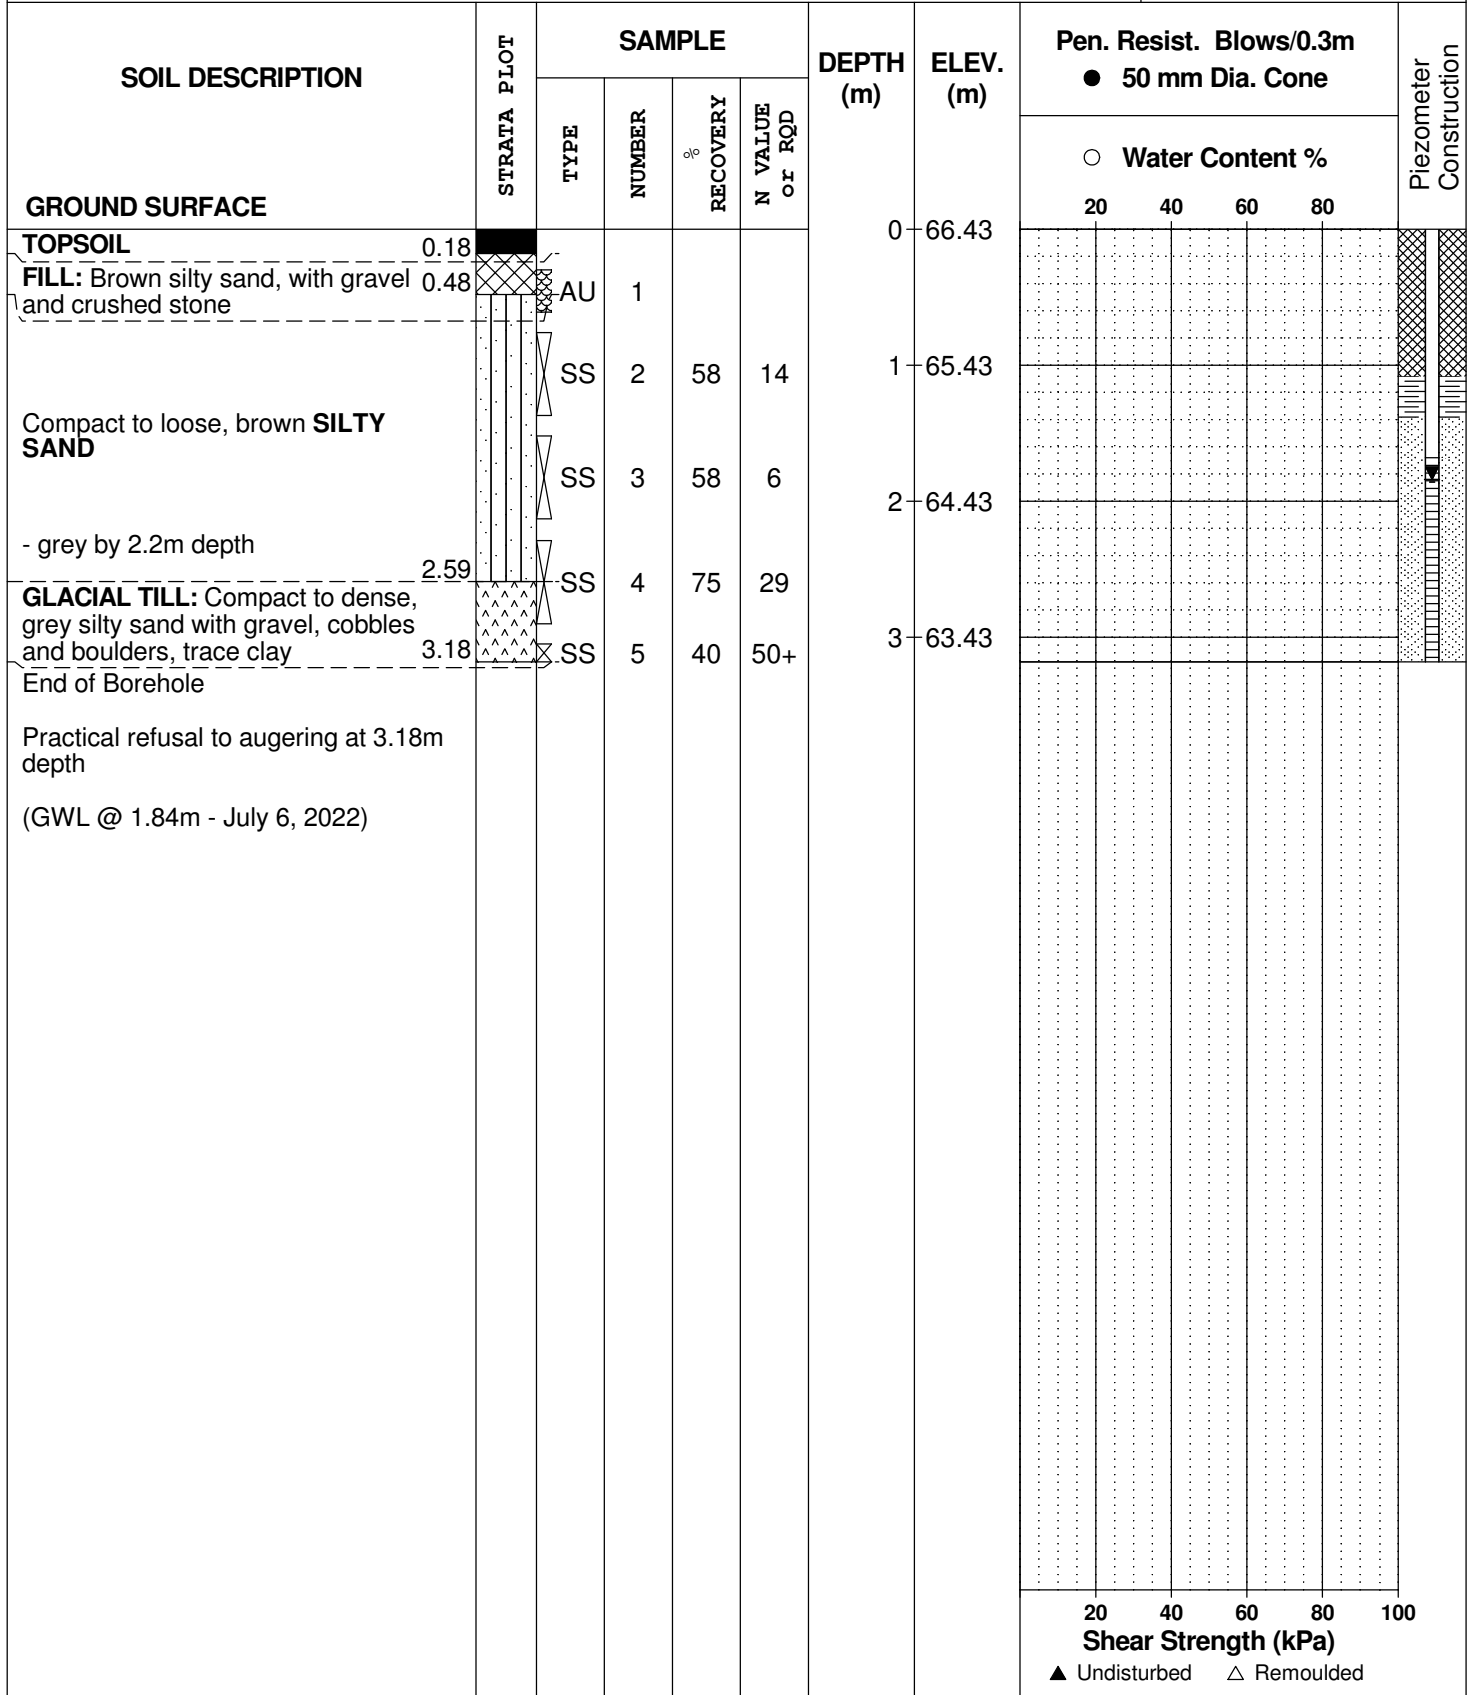 SOIL DESCRIPTION
GROUND SURFACE
STRATA PLOT
SAMPLE
TYPE
NUMBER
% RECOVERY
N VALUE or RQD
DEPTH (m)
ELEV. (m)
Pen. Resist. Blows/0.3m
● 50 mm Dia. Cone
○ Water Content %
20 40 60 80
Piezometer Construction
0 66.43
TOPSOIL 0.18
FILL: Brown silty sand, with gravel 0.48
and crushed stone
AU 1
1 65.43
SS 2 58 14
Compact to loose, brown SILTY
SAND
SS 3 58 6
2 64.43
- grey by 2.2m depth
2.59
SS 4 75 29
GLACIAL TILL: Compact to dense,
grey silty sand with gravel, cobbles
and boulders, trace clay 3.18
3 63.43
SS 5 40 50+
End of Borehole
Practical refusal to augering at 3.18m
depth
(GWL @ 1.84m - July 6, 2022)
20 40 60 80 100
Shear Strength (kPa)
▲ Undisturbed △ Remoulded